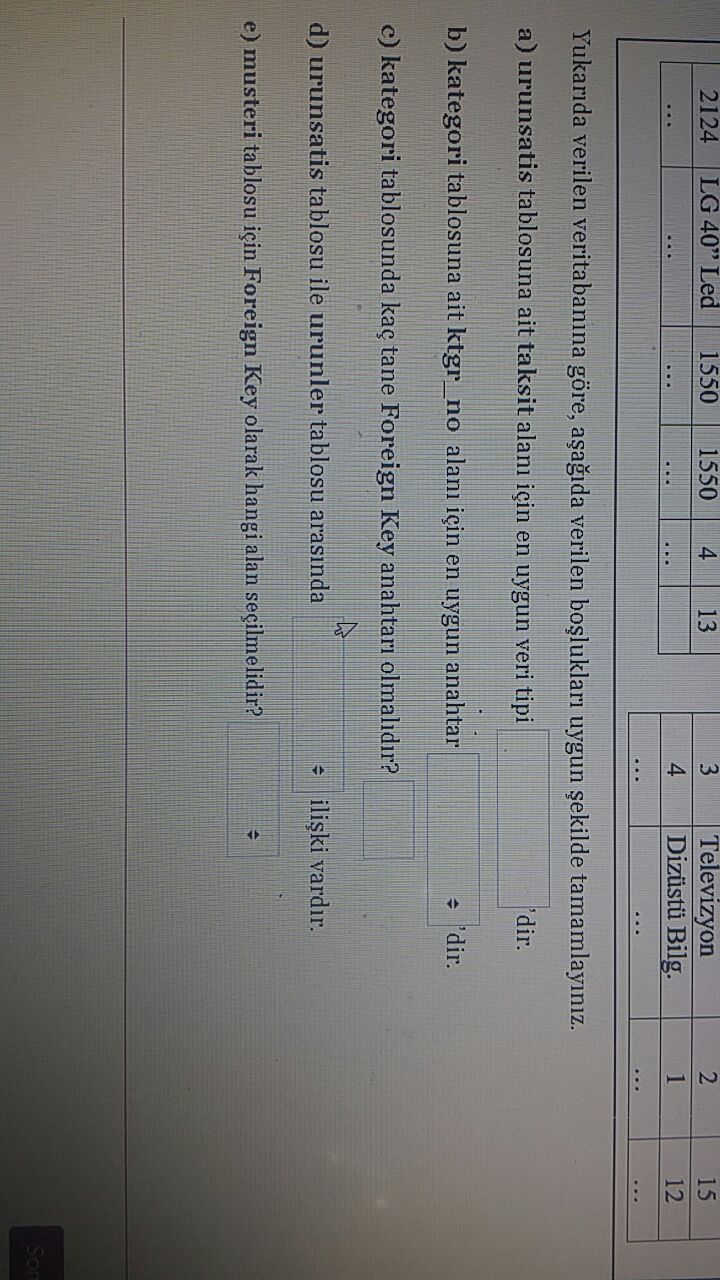 2124 LG 40” Led 1550 1550 4 13
... ... ... ... ...
3 Televizyon 2 15
4 Dizüstü Bilg. 1 12
... ... ... ...
Yukarıda verilen veritabanına göre, aşağıda verilen boşlukları uygun şekilde tamamlayınız.
a) urunsatis tablosuna ait taksit alanı için en uygun veri tipi 'dir.
b) kategori tablosuna ait ktgr_no alanı için en uygun anahtar 'dir.
c) kategori tablosunda kaç tane Foreign Key anahtarı olmalıdır?
d) urunsatis tablosu ile urunler tablosu arasında ilişki vardır.
e) musteri tablosu için Foreign Key olarak hangi alan seçilmelidir?